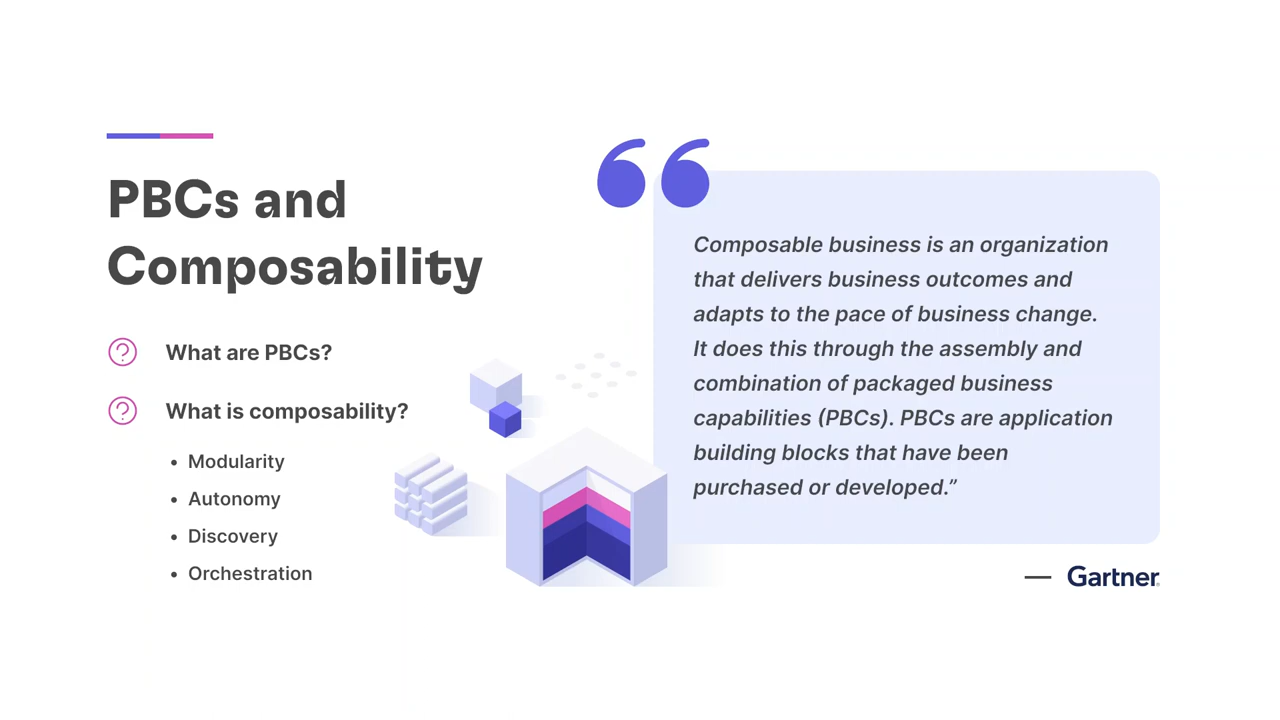 PBCs and
Composability
What are PBCs?
What is composability?
• Modularity
• Autonomy
• Discovery
• Orchestration
“
Composable business is an organization
that delivers business outcomes and
adapts to the pace of business change.
It does this through the assembly and
combination of packaged business
capabilities (PBCs). PBCs are application
building blocks that have been
purchased or developed.”
— Gartner